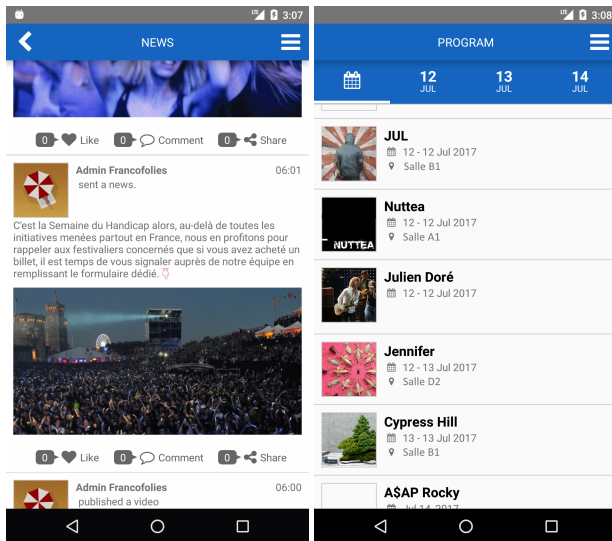 LTE 3:07
NEWS
0 Like 0 Comment 0 Share
Admin Francofolies 06:01
sent a news.
C'est la Semaine du Handicap alors, au-delà de toutes les
initiatives menées partout en France, nous en profitons pour
rappeler aux festivaliers concernés que si vous avez acheté un
billet, il est temps de vous signaler auprès de notre équipe en
remplissant le formulaire dédié. 👇
0 Like 0 Comment 0 Share
Admin Francofolies 06:00
published a video
LTE 3:08
PROGRAM
12 13 14
JUL JUL JUL
JUL
12 - 12 Jul 2017
Salle B1
Nuttea
12 - 12 Jul 2017
Salle A1
NUTTEA
Julien Doré
12 - 12 Jul 2017
Jennifer
12 - 13 Jul 2017
Salle D2
Cypress Hill
13 - 13 Jul 2017
Salle B1
A$AP Rocky
Jul 14, 2017